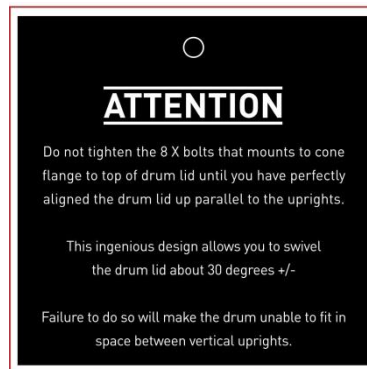 ATTENTION
Do not tighten the 8 X bolts that mounts to cone
flange to top of drum lid until you have perfectly
aligned the drum lid up parallel to the uprights.
This ingenious design allows you to swivel
the drum lid about 30 degrees +/-
Failure to do so will make the drum unable to fit in
space between vertical uprights.